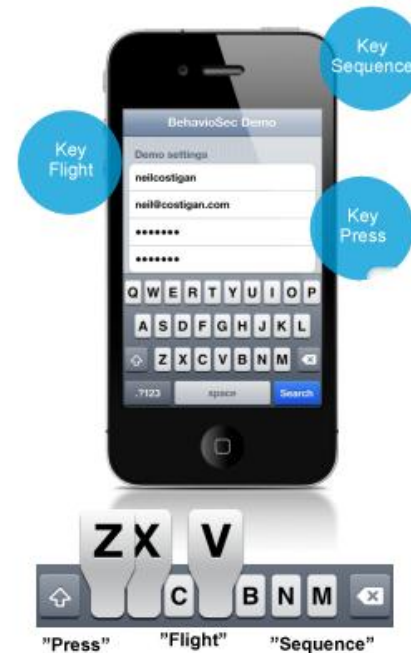 Key
Sequence
Key
Flight
Key
Press
BehavioSec Demo
Demo settings
neilcostigan
neil@costigan.com
•••••••
•••••••
Q W E R T Y U I O P
A S D F G H J K L
Z X C V B N M
.?123 space Search
Z X C V B N M
"Press" "Flight" "Sequence"